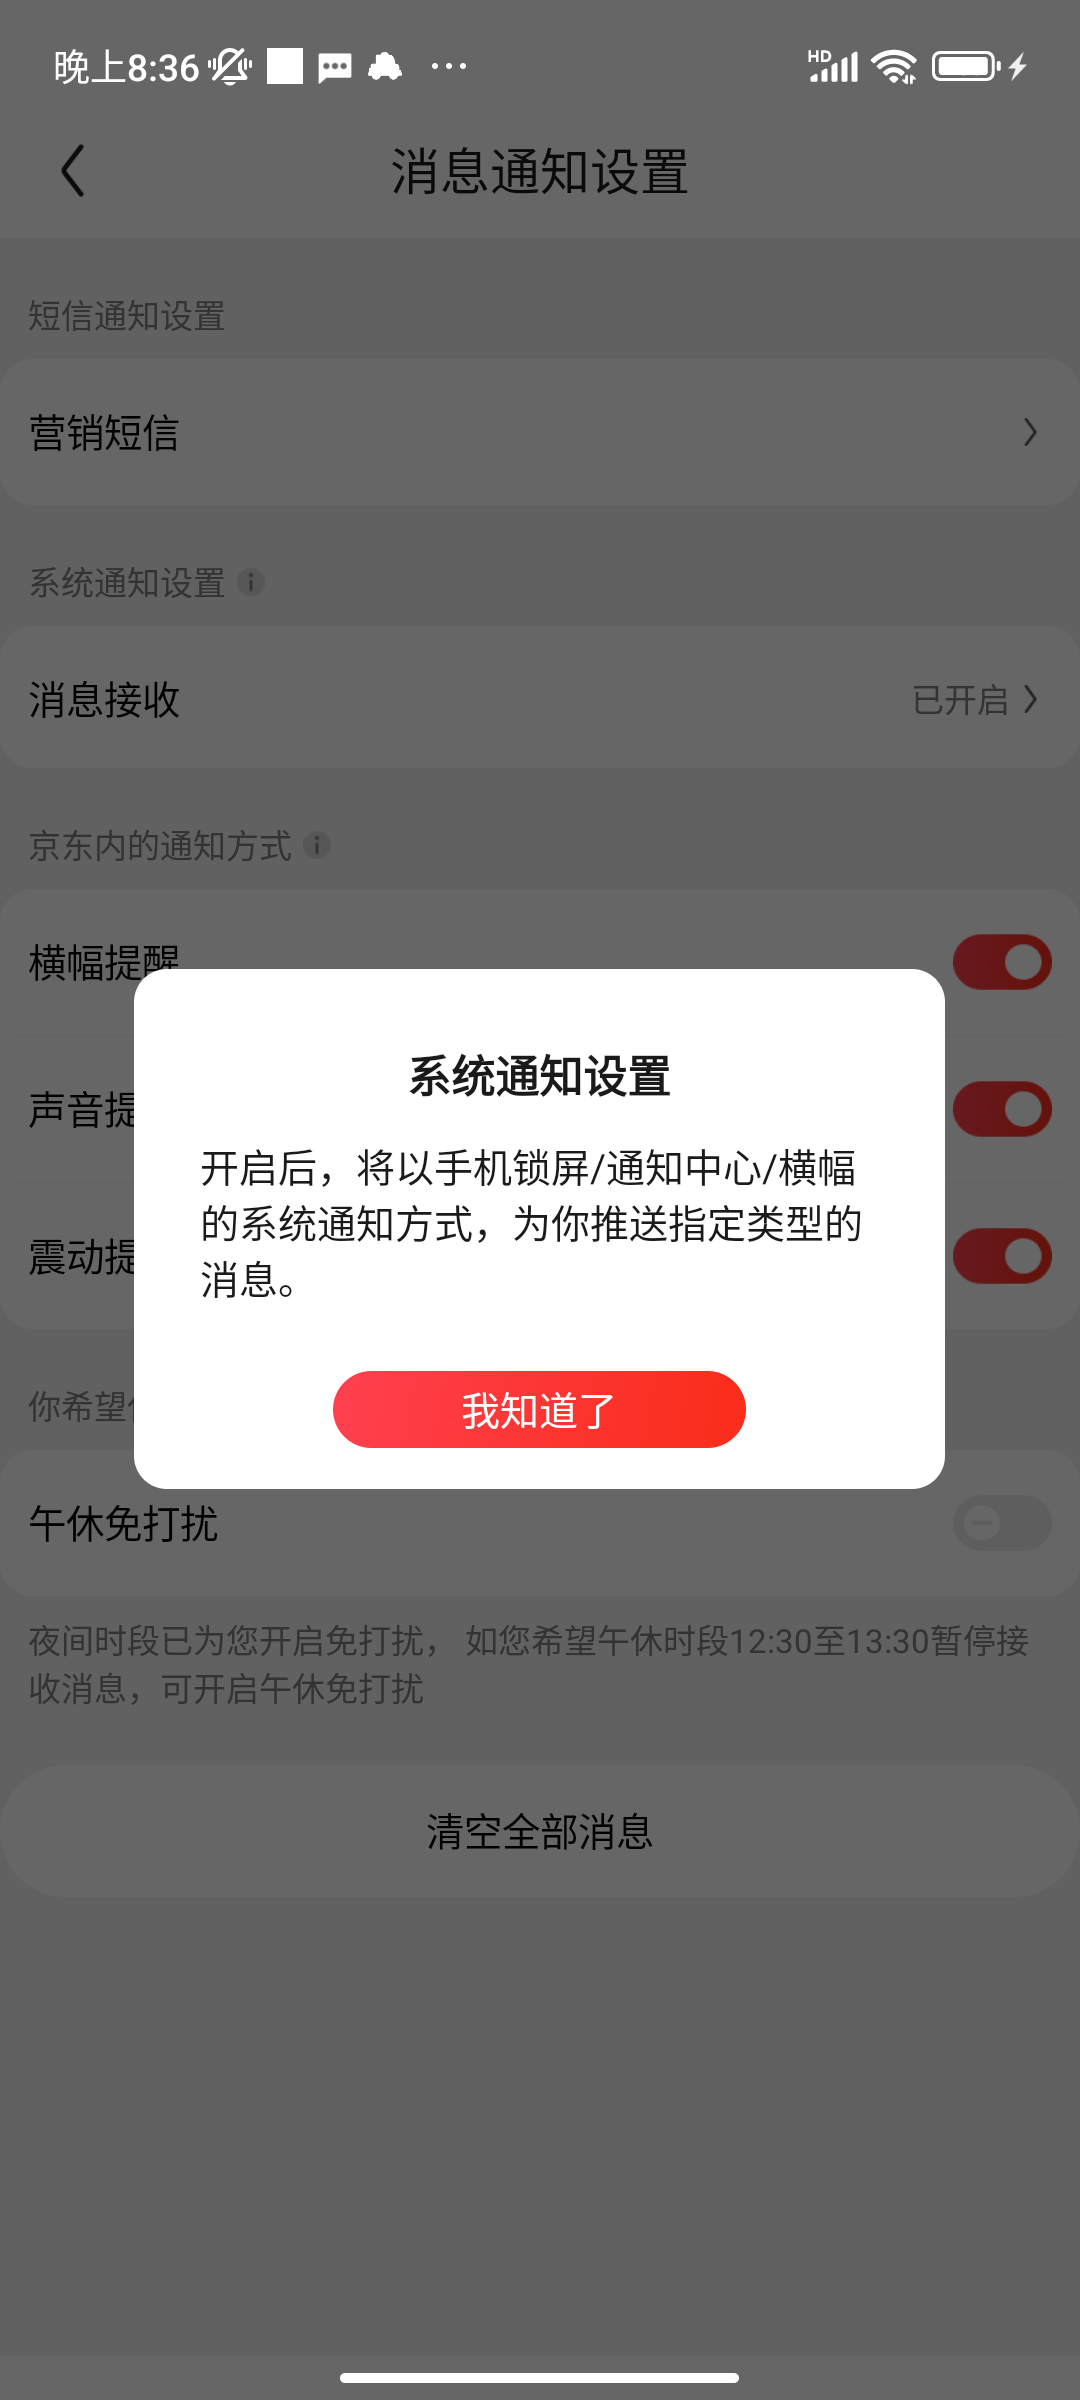 晚上8:36
HD
消息通知设置
短信通知设置
营销短信
系统通知设置
消息接收
已开启
京东内的通知方式
横幅提醒
声音提
震动提
系统通知设置
开启后，将以手机锁屏/通知中心/横幅
的系统通知方式，为你推送指定类型的
消息。
我知道了
你希望
午休免打扰
夜间时段已为您开启免打扰， 如您希望午休时段12:30至13:30暂停接
收消息，可开启午休免打扰
清空全部消息